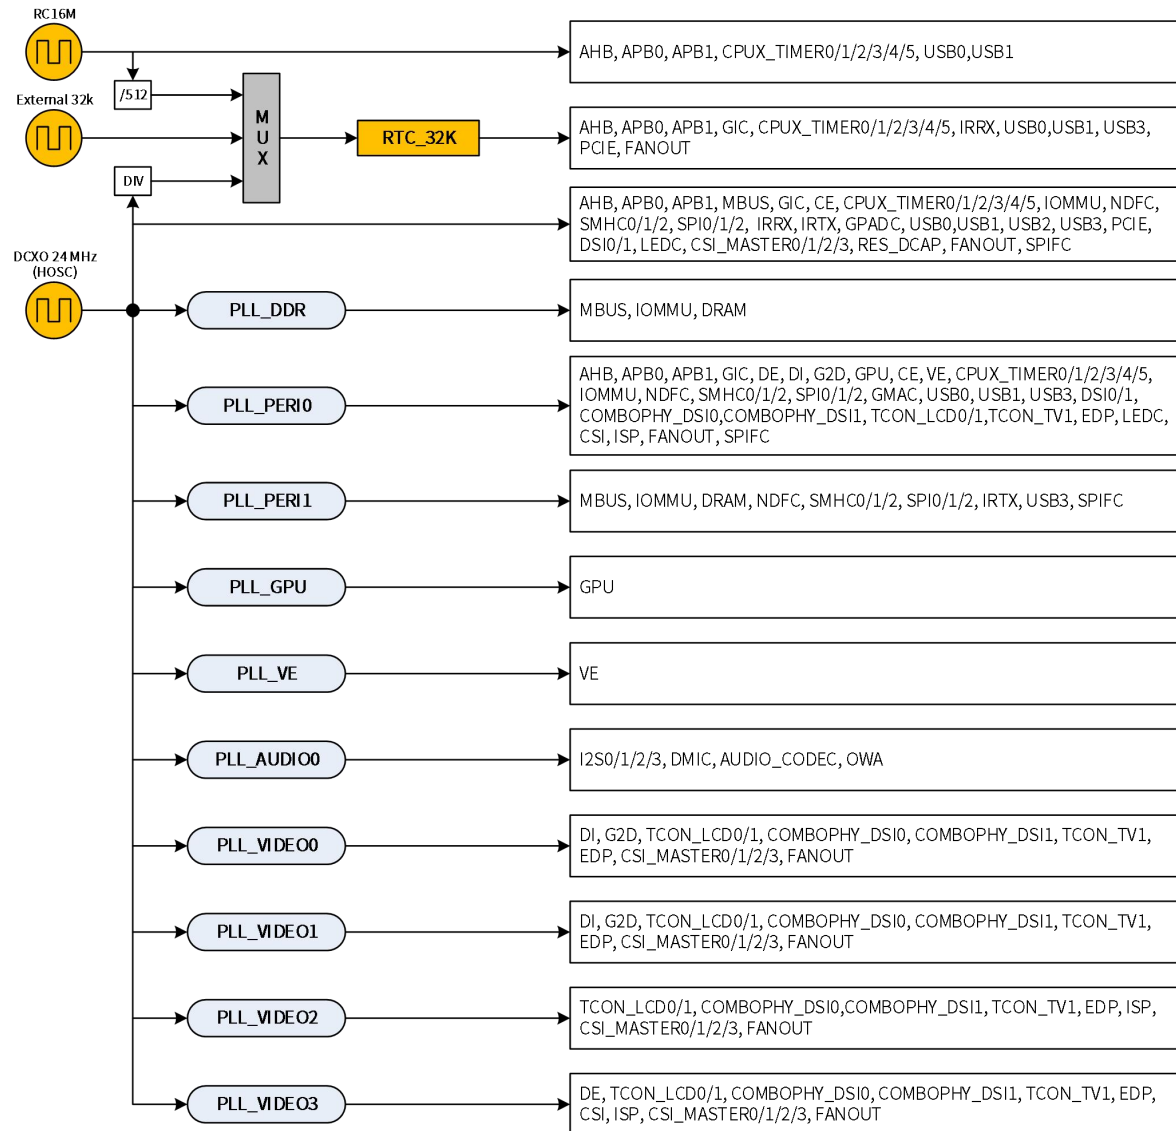 RC16M
AHB, APB0, APB1, CPUX_TIMER0/1/2/3/4/5, USB0,USB1
/512
External 32k
M
U
X
RTC_32K
AHB, APB0, APB1, GIC, CPUX_TIMER0/1/2/3/4/5, IRRX, USB0,USB1, USB3,
PCIE, FANOUT
DIV
AHB, APB0, APB1, MBUS, GIC, CE, CPUX_TIMER0/1/2/3/4/5, IOMMU, NDFC,
SMHC0/1/2, SPI0/1/2, IRRX, IRTX, GPADC, USB0,USB1, USB2, USB3, PCIE,
DSI0/1, LEDC, CSI_MASTER0/1/2/3, RES_DCAP, FANOUT, SPIFC
DCXO 24 MHz
(HOSC)
PLL_DDR
MBUS, IOMMU, DRAM
PLL_PERI0
AHB, APB0, APB1, GIC, DE, DI, G2D, GPU, CE, VE, CPUX_TIMER0/1/2/3/4/5,
IOMMU, NDFC, SMHC0/1/2, SPI0/1/2, GMAC, USB0, USB1, USB3, DSI0/1,
COMBOPHY_DSI0,COMBOPHY_DSI1, TCON_LCD0/1,TCON_TV1, EDP, LEDC,
CSI, ISP, FANOUT, SPIFC
PLL_PERI1
MBUS, IOMMU, DRAM, NDFC, SMHC0/1/2, SPI0/1/2, IRTX, USB3, SPIFC
PLL_GPU
GPU
PLL_VE
VE
PLL_AUDIO0
I2S0/1/2/3, DMIC, AUDIO_CODEC, OWA
PLL_VIDEO0
DI, G2D, TCON_LCD0/1, COMBOPHY_DSI0, COMBOPHY_DSI1, TCON_TV1,
EDP, CSI_MASTER0/1/2/3, FANOUT
PLL_VIDEO1
DI, G2D, TCON_LCD0/1, COMBOPHY_DSI0, COMBOPHY_DSI1, TCON_TV1,
EDP, CSI_MASTER0/1/2/3, FANOUT
PLL_VIDEO2
TCON_LCD0/1, COMBOPHY_DSI0,COMBOPHY_DSI1, TCON_TV1, EDP, ISP,
CSI_MASTER0/1/2/3, FANOUT
PLL_VIDEO3
DE, TCON_LCD0/1, COMBOPHY_DSI0, COMBOPHY_DSI1, TCON_TV1, EDP,
CSI, ISP, CSI_MASTER0/1/2/3, FANOUT